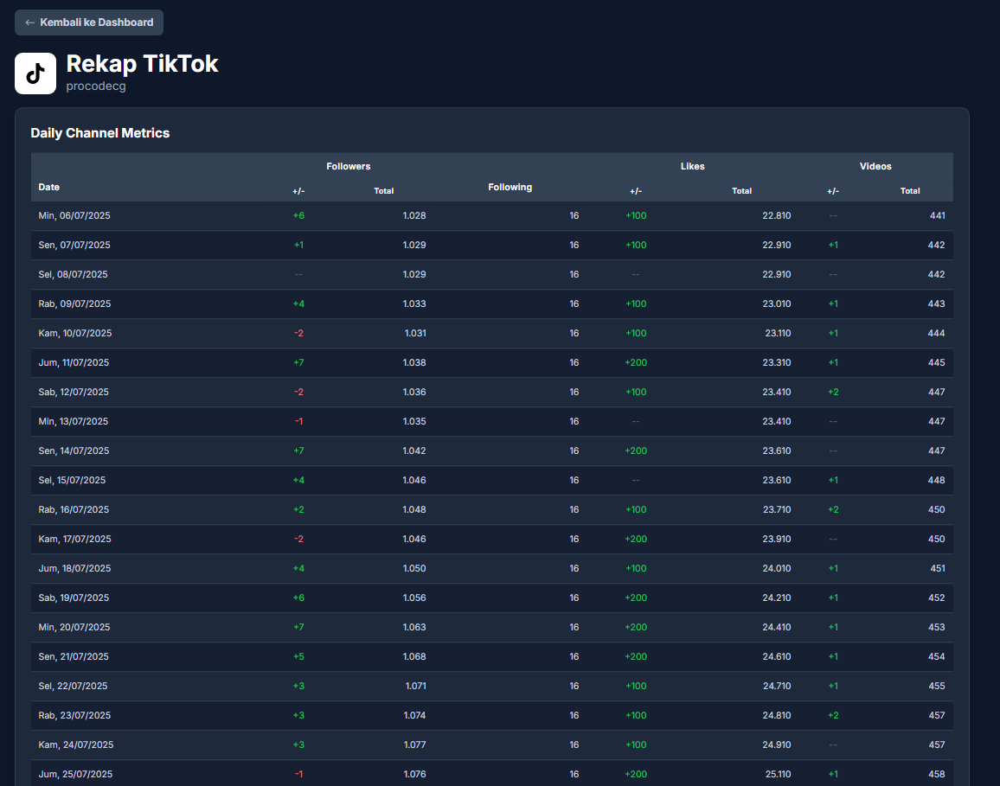 ← Kembali ke Dashboard
Rekap TikTok
procodecg
Daily Channel Metrics
Followers Likes Videos
Date Following
+/- Total +/- Total +/- Total
Min, 06/07/2025 +6 1.028 16 +100 22.810 -- 441
Sen, 07/07/2025 +1 1.029 16 +100 22.910 +1 442
Sel, 08/07/2025 -- 1.029 16 -- 22.910 -- 442
Rab, 09/07/2025 +4 1.033 16 +100 23.010 +1 443
Kam, 10/07/2025 -2 1.031 16 +100 23.110 +1 444
Jum, 11/07/2025 +7 1.038 16 +200 23.310 +1 445
Sab, 12/07/2025 -2 1.036 16 +100 23.410 +2 447
Min, 13/07/2025 -1 1.035 16 -- 23.410 -- 447
Sen, 14/07/2025 +7 1.042 16 +200 23.610 -- 447
Sel, 15/07/2025 +4 1.046 16 -- 23.610 +1 448
Rab, 16/07/2025 +2 1.048 16 +100 23.710 +2 450
Kam, 17/07/2025 -2 1.046 16 +200 23.910 -- 450
Jum, 18/07/2025 +4 1.050 16 +100 24.010 +1 451
Sab, 19/07/2025 +6 1.056 16 +200 24.210 +1 452
Min, 20/07/2025 +7 1.063 16 +200 24.410 +1 453
Sen, 21/07/2025 +5 1.068 16 +200 24.610 +1 454
Sel, 22/07/2025 +3 1.071 16 +100 24.710 +1 455
Rab, 23/07/2025 +3 1.074 16 +100 24.810 +2 457
Kam, 24/07/2025 +3 1.077 16 +100 24.910 -- 457
Jum, 25/07/2025 -1 1.076 16 +200 25.110 +1 458